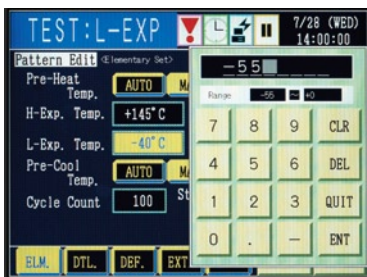 TEST:L-EXP
7/28 (WED)
14:00:00
Pattern Edit <Elementary Set>
Pre-Heat Temp. AUTO MA
H-Exp. Temp. +145°C
L-Exp. Temp. -40°C
Pre-Cool Temp. AUTO MA
Cycle Count 100 St
ELM. DTL. DEF. EXT
-55
Range -55 ~ +0
7 8 9 CLR
4 5 6 DEL
1 2 3 QUIT
0 . - ENT